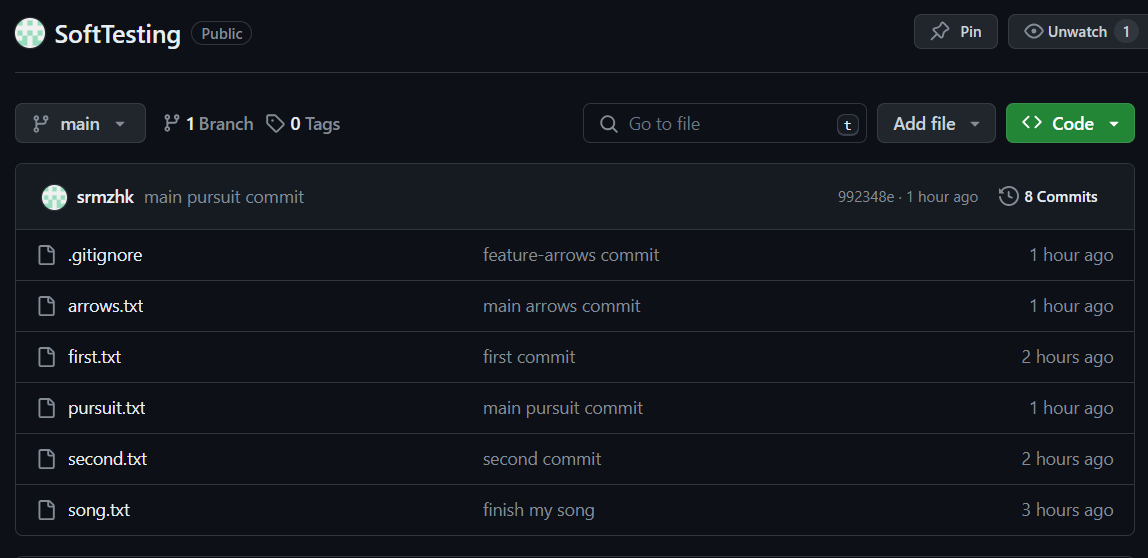 SoftTesting Public Pin Unwatch 1
main 1 Branch 0 Tags Go to file t Add file Code
srmzhk main pursuit commit 992348e · 1 hour ago 8 Commits
.gitignore feature-arrows commit 1 hour ago
arrows.txt main arrows commit 1 hour ago
first.txt first commit 2 hours ago
pursuit.txt main pursuit commit 1 hour ago
second.txt second commit 2 hours ago
song.txt finish my song 3 hours ago